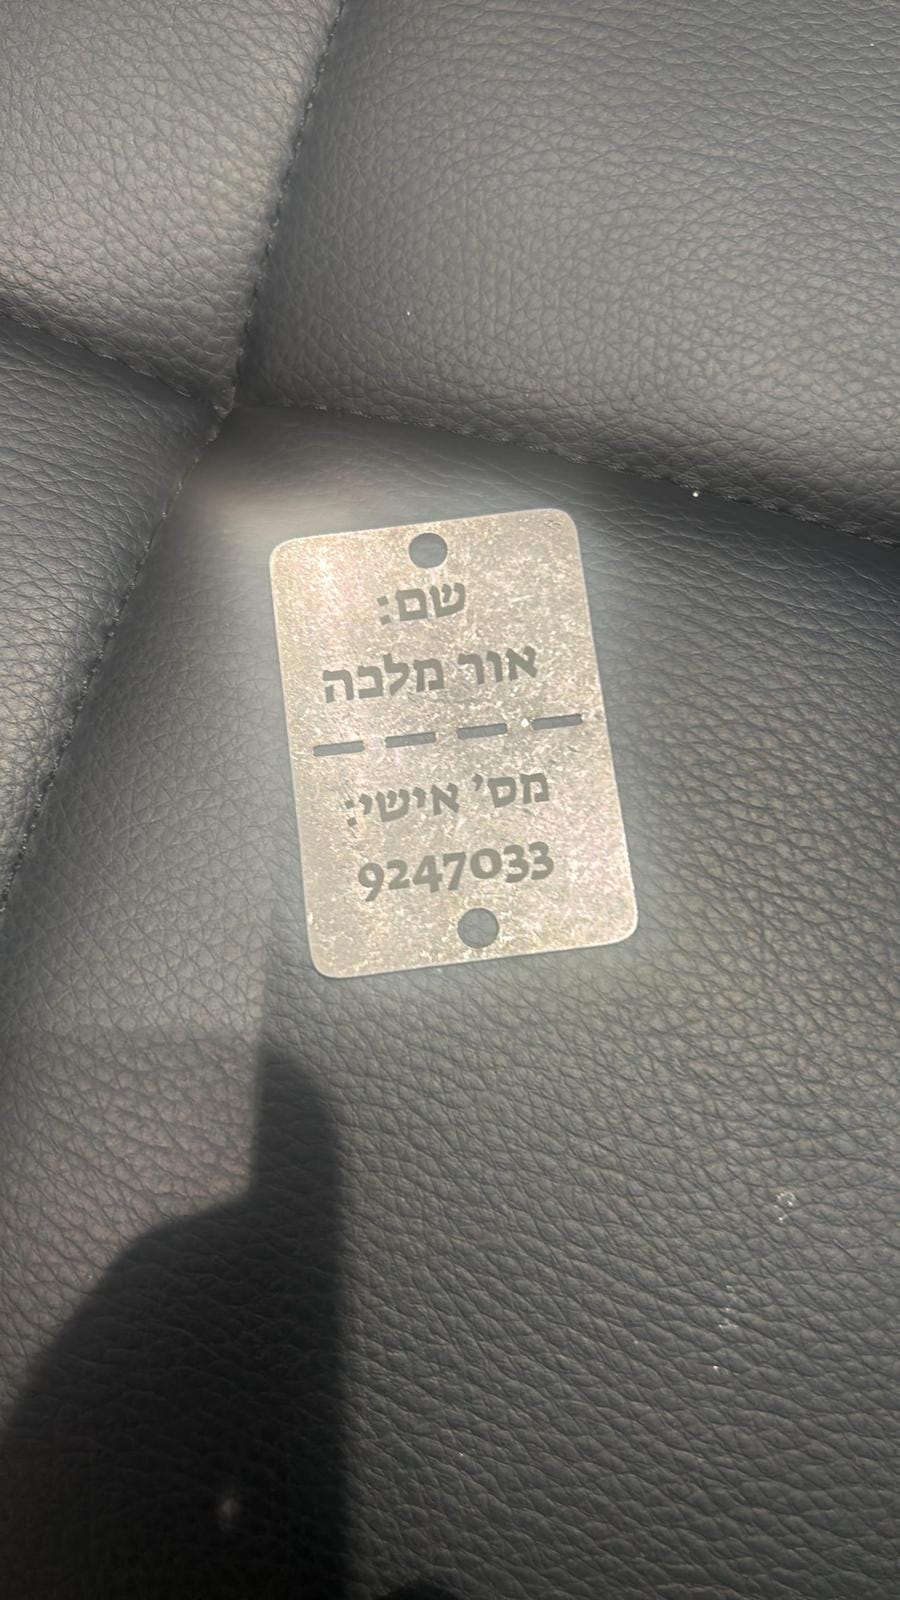 שם:
אור מלכה
מס' אישי:
9247033